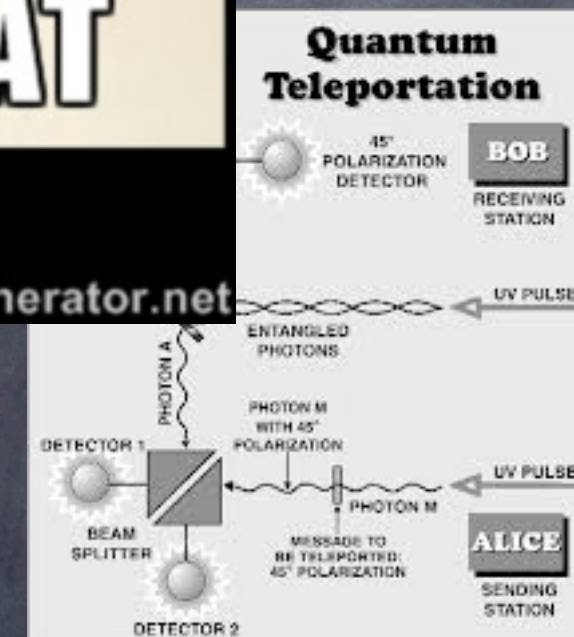 AT
nerator.net
Quantum
Teleportation
45°
POLARIZATION
DETECTOR
BOB
RECEIVING
STATION
UV PULSE
ENTANGLED
PHOTONS
PHOTON A
PHOTON M
WITH 45°
POLARIZATION
DETECTOR 1
UV PULSE
PHOTON M
BEAM
SPLITTER
MESSAGE TO
BE TELEPORTED:
45° POLARIZATION
ALICE
SENDING
STATION
DETECTOR 2